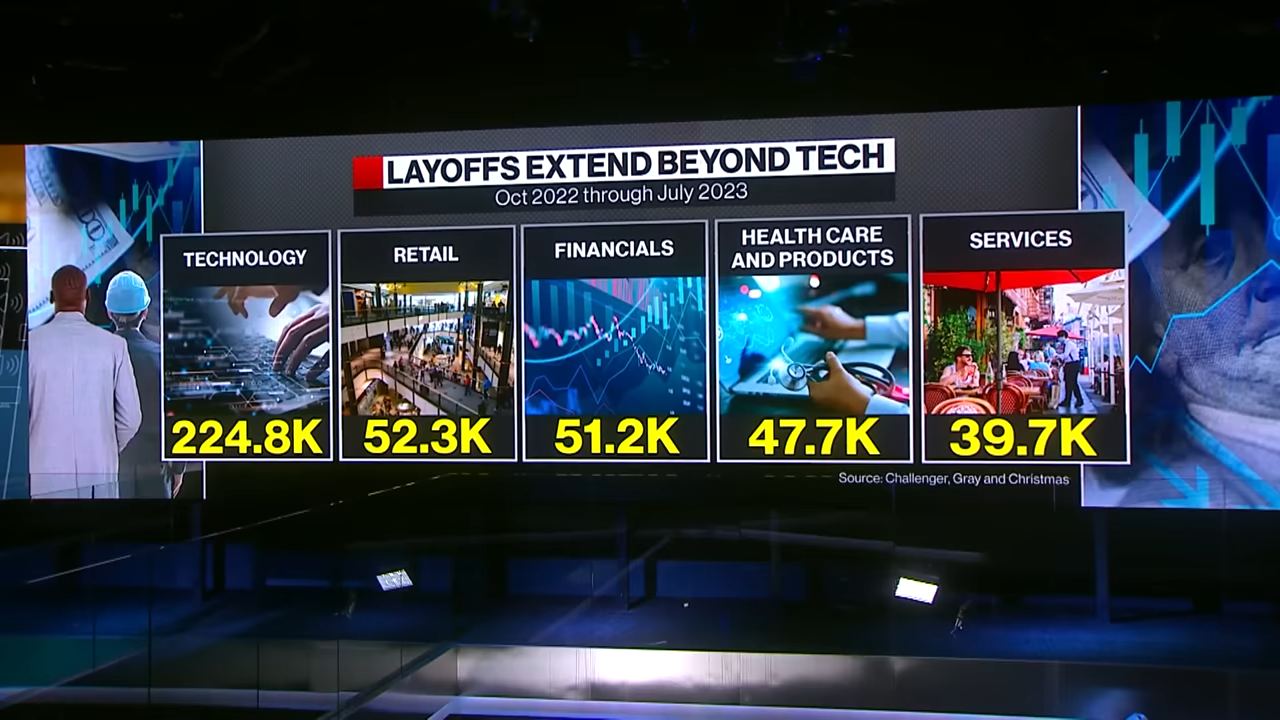 LAYOFFS EXTEND BEYOND TECH
Oct 2022 through July 2023
TECHNOLOGY
224.8K
RETAIL
52.3K
FINANCIALS
51.2K
HEALTH CARE
AND PRODUCTS
47.7K
SERVICES
39.7K
Source: Challenger, Gray and Christmas